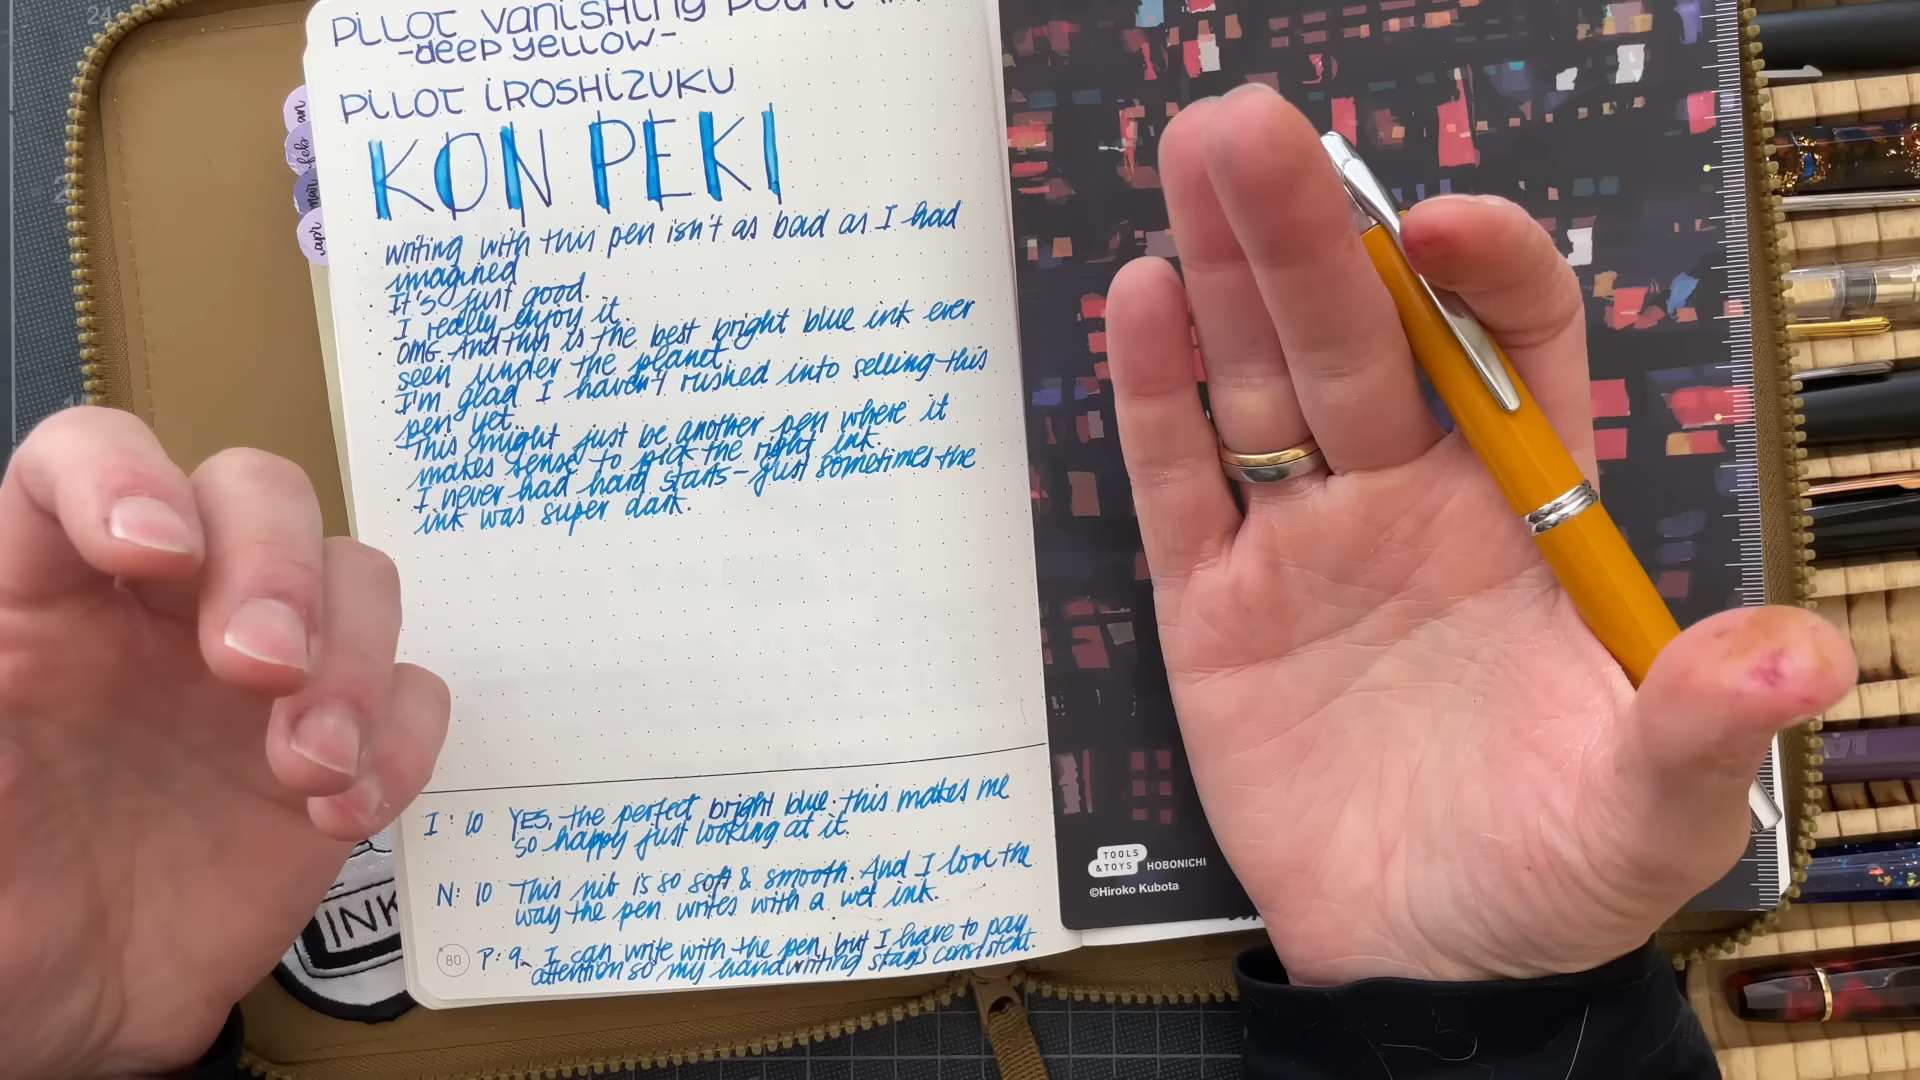 PILOT VANISHING POINT
-deep yellow-
PILOT iROSHIZUKU
KON PEKI
writing with this pen isn't as bad as I had
imagined
It's just good.
I really enjoy it.
OMG. And this is the best bright blue ink ever
seen under the planet.
I'm glad I haven't rushed into selling this
pen yet.
This might just be another pen where it
makes sense to pick the right ink.
I never had hard starts - just sometimes the
ink was super dark.
I: 10 YES, the perfect bright blue. this makes me
so happy just looking at it.
N: 10 This nib is so soft & smooth. And I love the
way the pen writes with a wet ink.
P: 9 I can write with the pen, but I have to pay
attention so my handwriting stays consistent.
80
feb
mar
apr
INK
TOOLS
&TOYS HOBONICHI
©Hiroko Kubota
24